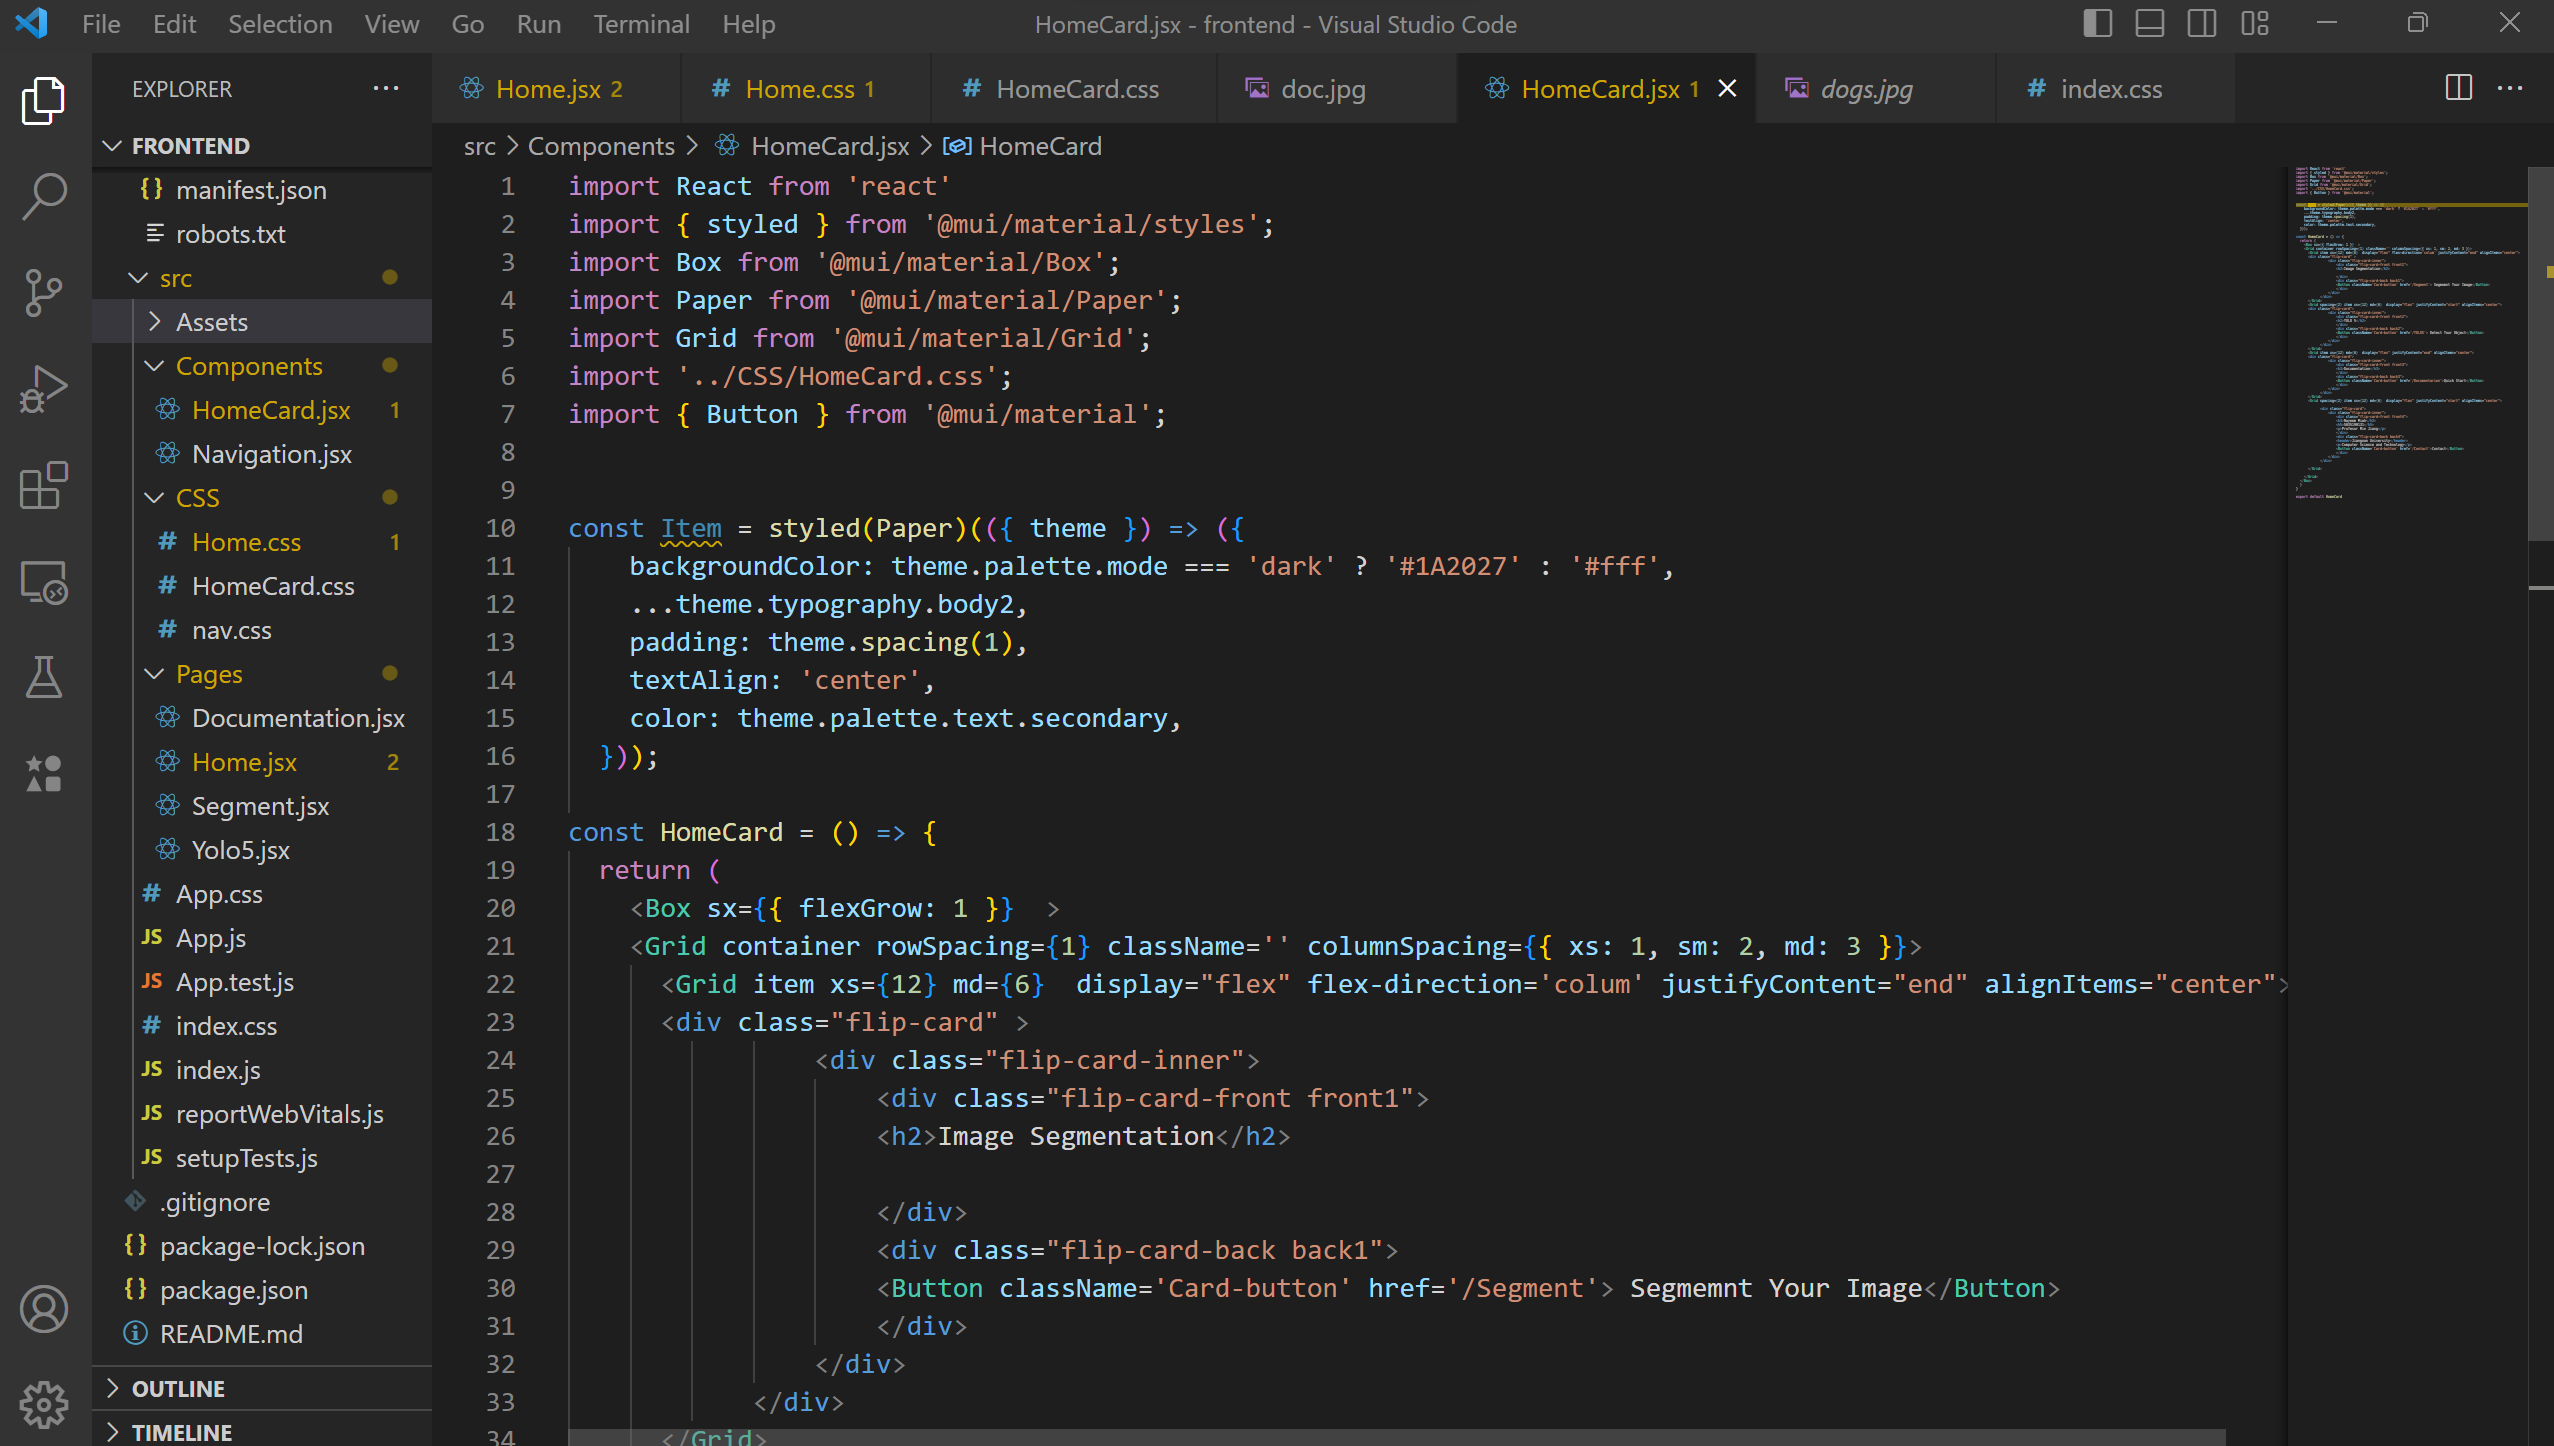 File Edit Selection View Go Run Terminal Help
HomeCard.jsx - frontend - Visual Studio Code
EXPLORER
FRONTEND
manifest.json
robots.txt
src
Assets
Components
HomeCard.jsx 1
Navigation.jsx
CSS
Home.css 1
HomeCard.css
nav.css
Pages
Documentation.jsx
Home.jsx 2
Segment.jsx
Yolo5.jsx
App.css
App.js
App.test.js
index.css
index.js
reportWebVitals.js
setupTests.js
.gitignore
package-lock.json
package.json
README.md
OUTLINE
TIMELINE
Home.jsx 2 Home.css 1 HomeCard.css doc.jpg HomeCard.jsx 1 dogs.jpg index.css
src > Components > HomeCard.jsx > HomeCard
1 import React from 'react'
2 import { styled } from '@mui/material/styles';
3 import Box from '@mui/material/Box';
4 import Paper from '@mui/material/Paper';
5 import Grid from '@mui/material/Grid';
6 import '../CSS/HomeCard.css';
7 import { Button } from '@mui/material';
8
9
10 const Item = styled(Paper)(({ theme }) => ({
11 backgroundColor: theme.palette.mode === 'dark' ? '#1A2027' : '#fff',
12 ...theme.typography.body2,
13 padding: theme.spacing(1),
14 textAlign: 'center',
15 color: theme.palette.text.secondary,
16 }));
17
18 const HomeCard = () => {
19 return (
20 <Box sx={{ flexGrow: 1 }} >
21 <Grid container rowSpacing={1} className='' columnSpacing={{ xs: 1, sm: 2, md: 3 }}>
22 <Grid item xs={12} md={6} display="flex" flex-direction='colum' justifyContent="end" alignItems="center">
23 <div class="flip-card" >
24 <div class="flip-card-inner">
25 <div class="flip-card-front front1">
26 <h2>Image Segmentation</h2>
27
28 </div>
29 <div class="flip-card-back back1">
30 <Button className='Card-button' href='/Segment'> Segmemnt Your Image</Button>
31 </div>
32 </div>
33 </div>
34 </Grid>